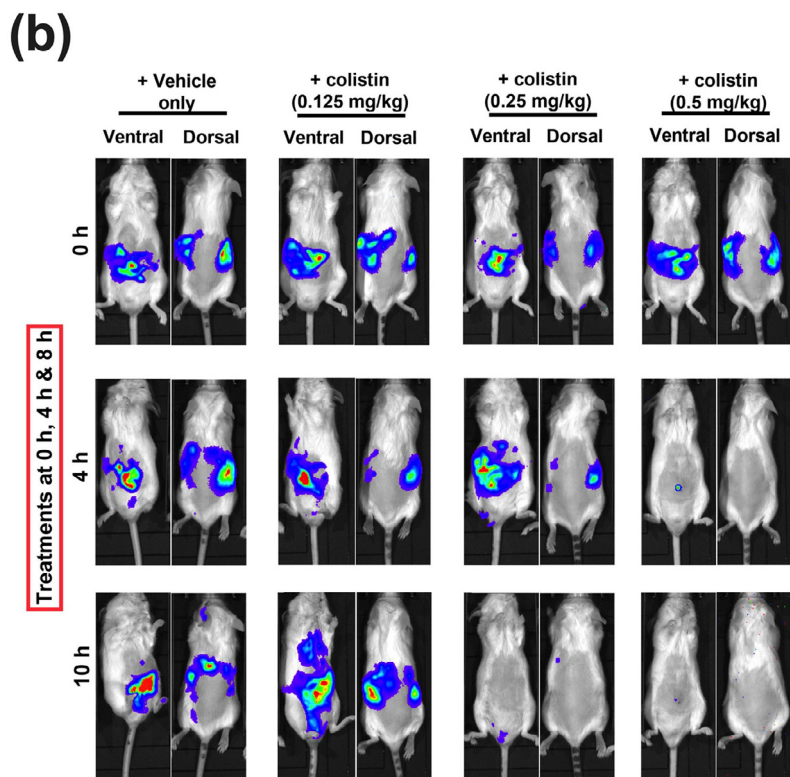 (b)
+ Vehicle
only
+ colistin
(0.125 mg/kg)
+ colistin
(0.25 mg/kg)
+ colistin
(0.5 mg/kg)
Ventral Dorsal
Ventral Dorsal
Ventral Dorsal
Ventral Dorsal
Treatments at 0 h, 4 h & 8 h
0 h
4 h
10 h